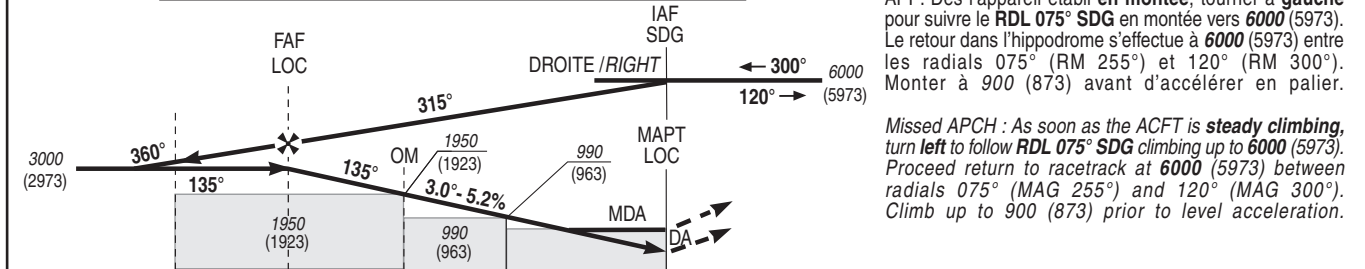 IAF
SDG
FAF
LOC
DROITE /RIGHT
← 300°
6000
(5973)
120° →
315°
MAPT
LOC
3000
(2973)
360°
135°
OM
1950
(1923)
135°
3.0°- 5.2%
990
(963)
MDA
DA
1950
(1923)
990
(963)
API : Dès l'appareil établi en montée, tourner à gauche
pour suivre le RDL 075° SDG en montée vers 6000 (5973).
Le retour dans l'hippodrome s'effectue à 6000 (5973) entre
les radials 075° (RM 255°) et 120° (RM 300°).
Monter à 900 (873) avant d'accélérer en palier.
Missed APCH : As soon as the ACFT is steady climbing,
turn left to follow RDL 075° SDG climbing up to 6000 (5973).
Proceed return to racetrack at 6000 (5973) between
radials 075° (MAG 255°) and 120° (MAG 300°).
Climb up to 900 (873) prior to level acceleration.